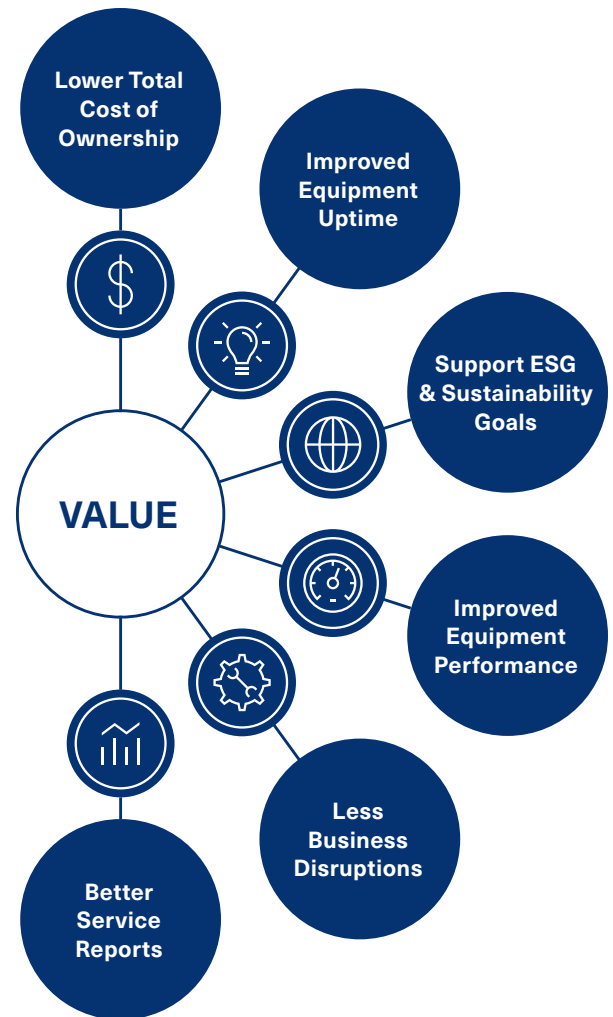 Lower Total
Cost of
Ownership
Improved
Equipment
Uptime
$
Support ESG
& Sustainability
Goals
VALUE
Improved
Equipment
Performance
Less
Business
Disruptions
Better
Service
Reports